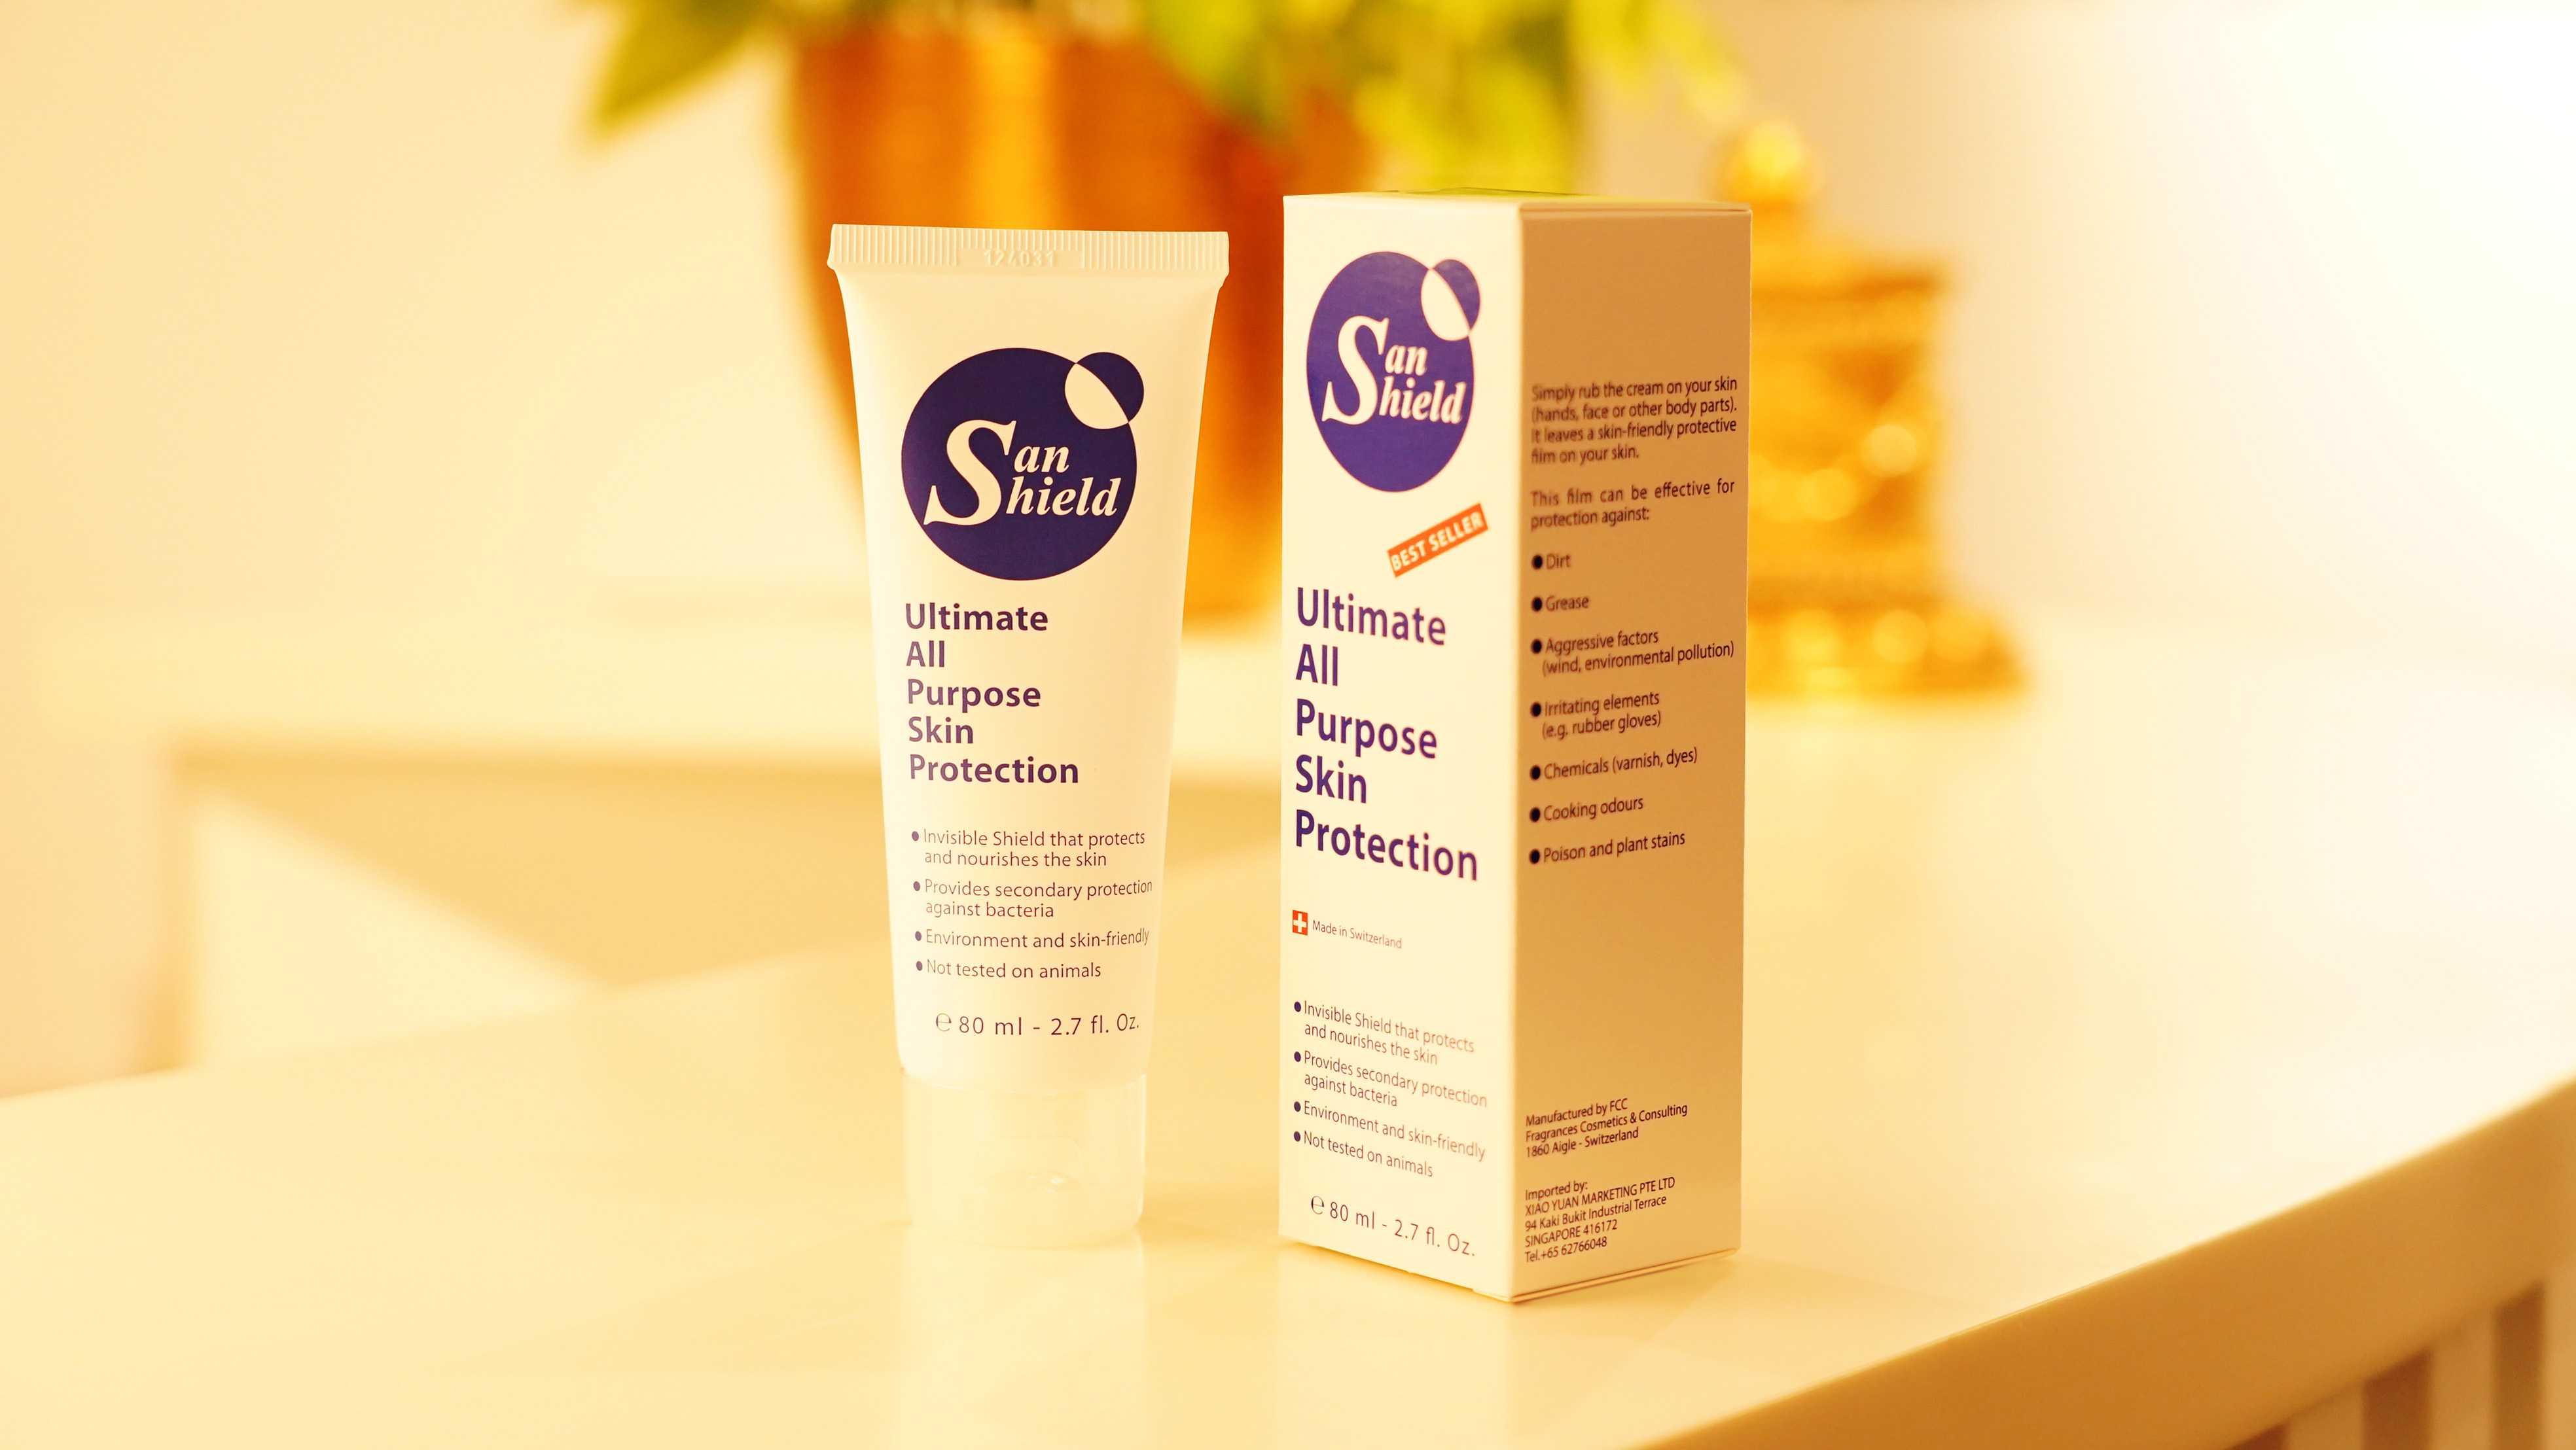 124031
San
Shield
Ultimate
All
Purpose
Skin
Protection
● Invisible Shield that protects
and nourishes the skin
● Provides secondary protection
against bacteria
● Environment and skin-friendly
● Not tested on animals
℮ 80 ml - 2.7 fl. Oz.
San
Shield
BEST SELLER
Ultimate
All
Purpose
Skin
Protection
Made in Switzerland
● Invisible Shield that protects
and nourishes the skin
● Provides secondary protection
against bacteria
● Environment and skin-friendly
● Not tested on animals
℮ 80 ml - 2.7 fl. Oz.
Simply rub the cream on your skin
(hands, face or other body parts).
It leaves a skin-friendly protective
film on your skin.
This film can be effective for
protection against:
● Dirt
● Grease
● Aggressive factors
(wind, environmental pollution)
● Irritating elements
(e.g. rubber gloves)
● Chemicals (varnish, dyes)
● Cooking odours
● Poison and plant stains
Manufactured by FCC
Fragrances Cosmetics & Consulting
1860 Aigle - Switzerland
Imported by:
XIAO YUAN MARKETING PTE LTD
94 Kaki Bukit Industrial Terrace
SINGAPORE 416172
Tel.+65 62766048